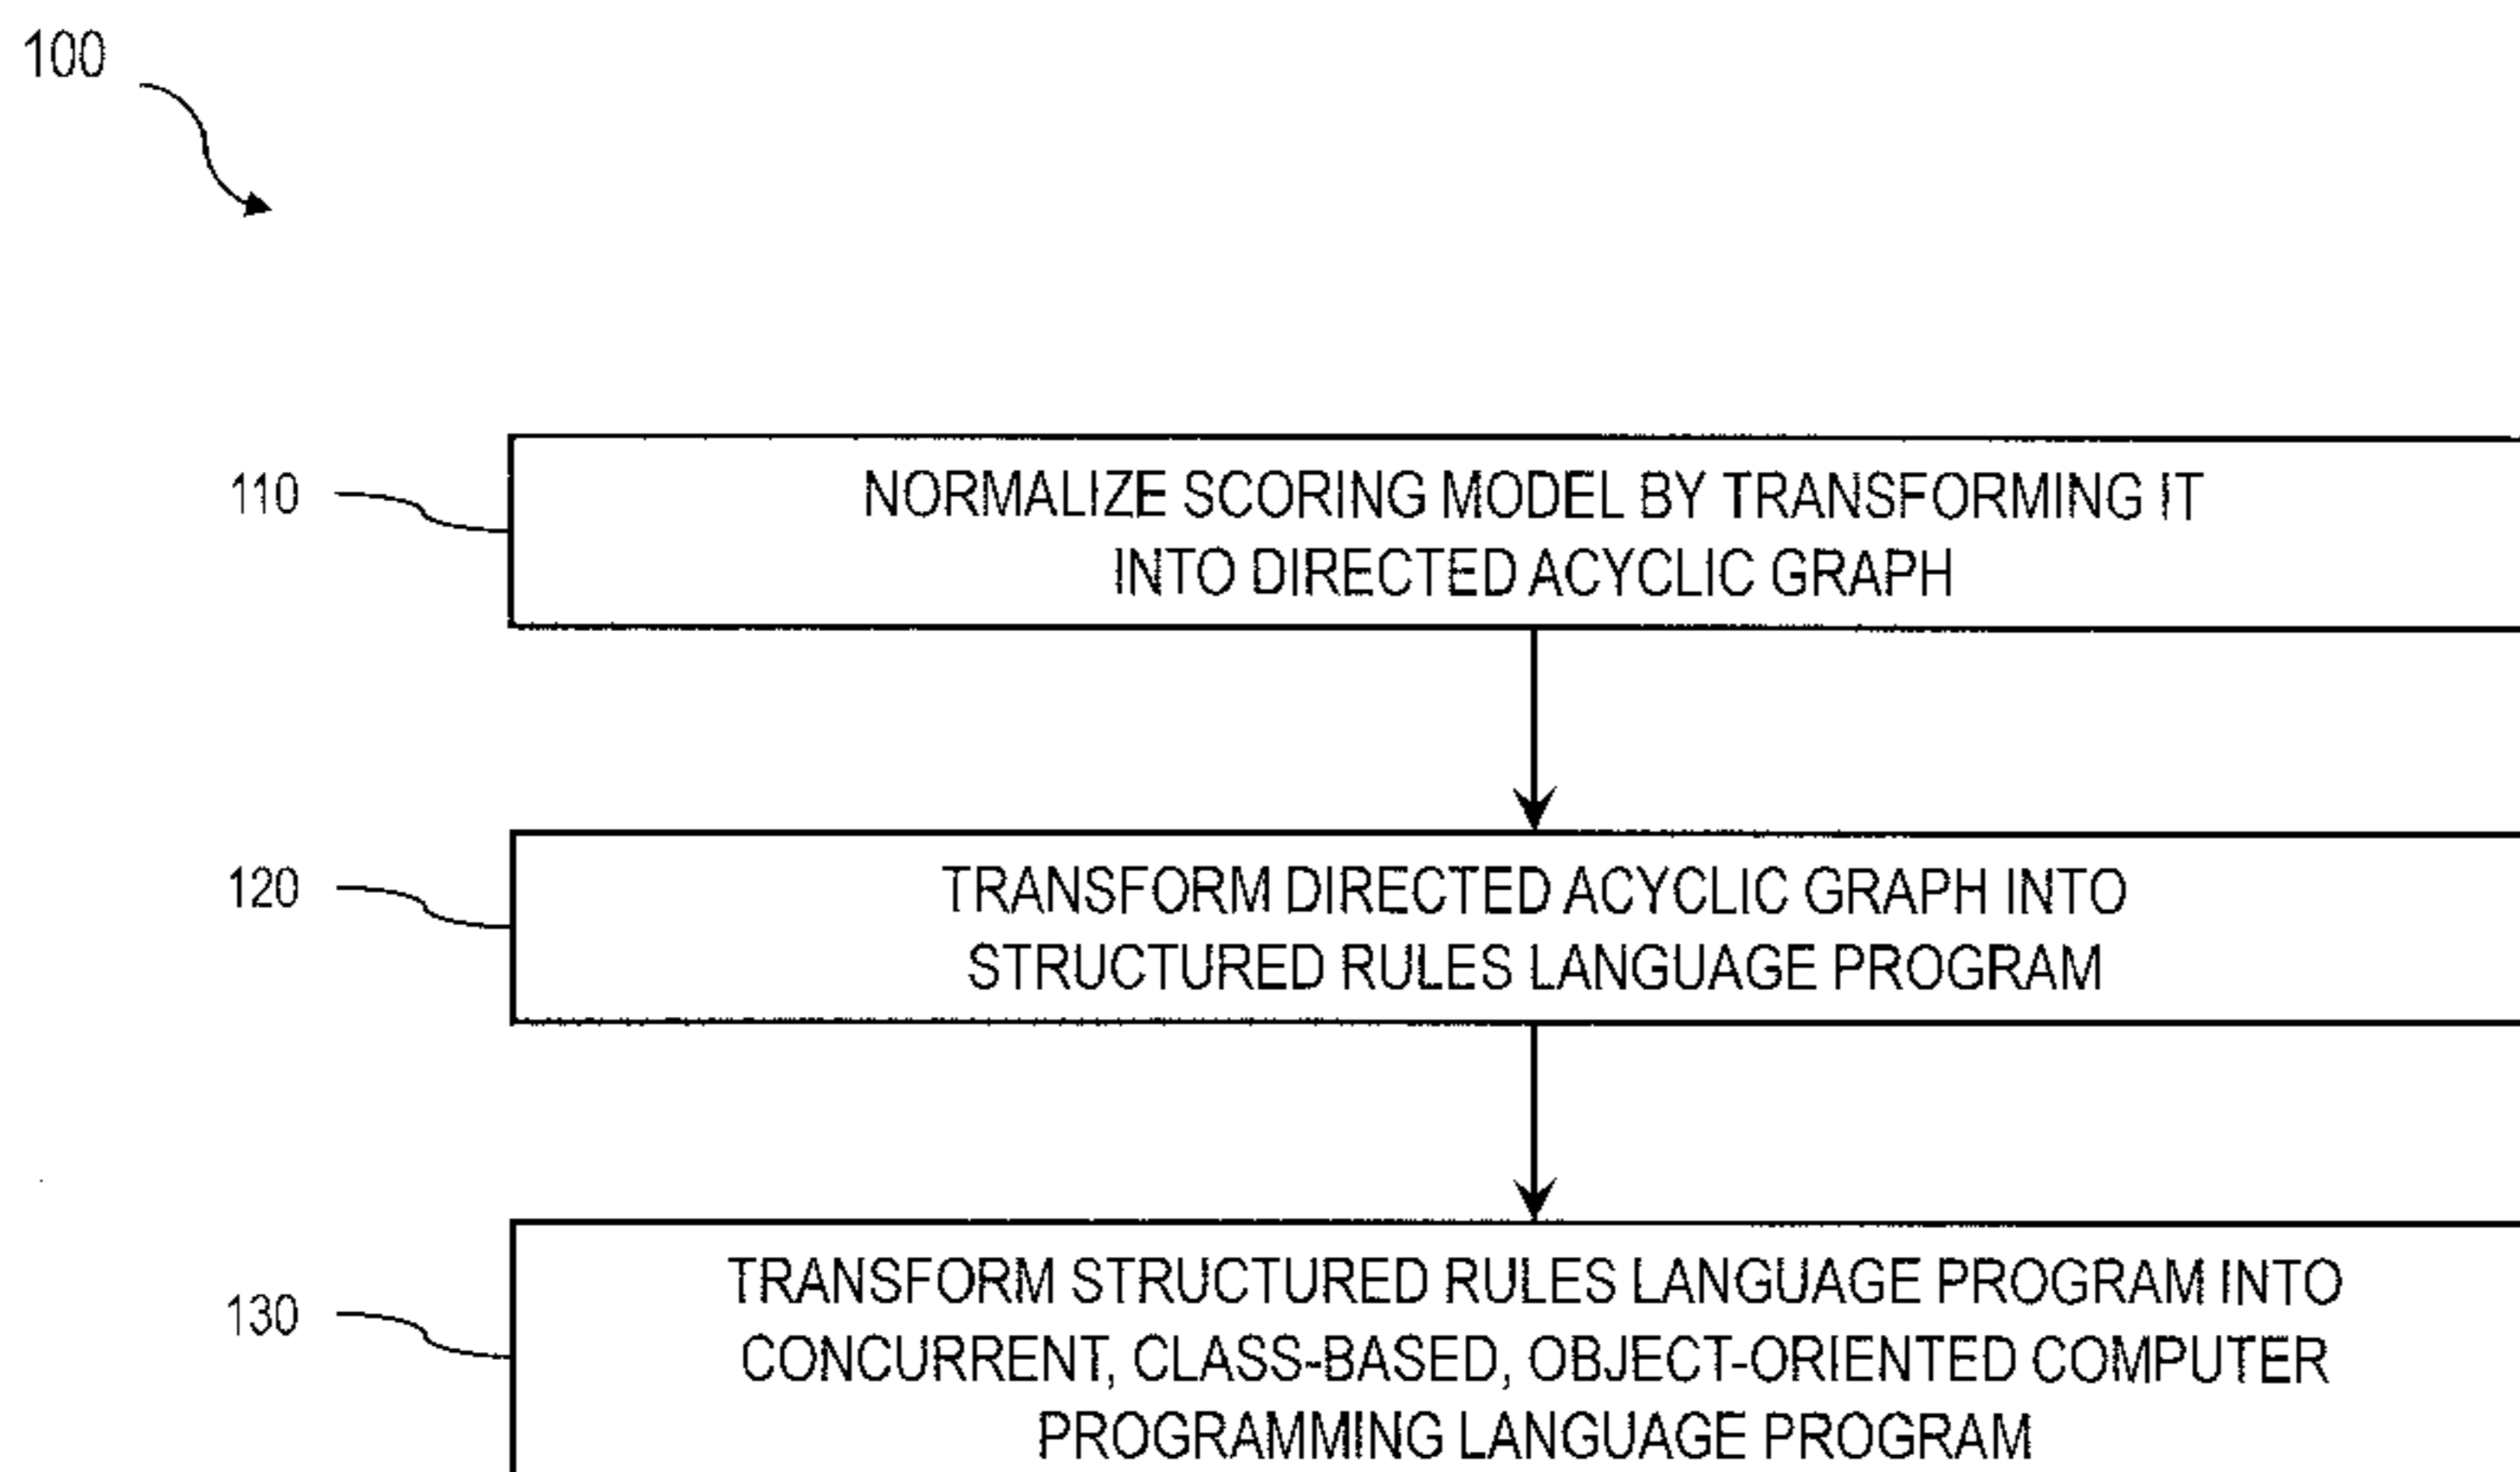 100
110
NORMALIZE SCORING MODEL BY TRANSFORMING IT
INTO DIRECTED ACYCLIC GRAPH
120
TRANSFORM DIRECTED ACYCLIC GRAPH INTO
STRUCTURED RULES LANGUAGE PROGRAM
130
TRANSFORM STRUCTURED RULES LANGUAGE PROGRAM INTO
CONCURRENT, CLASS-BASED, OBJECT-ORIENTED COMPUTER
PROGRAMMING LANGUAGE PROGRAM